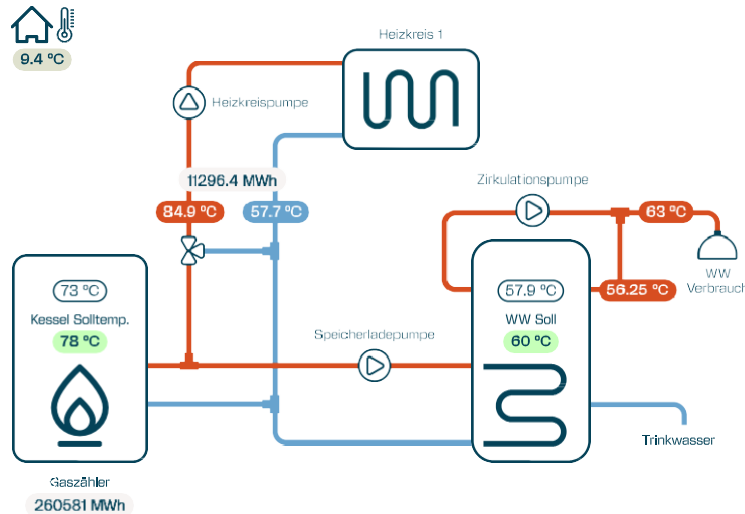 9.4 °C
Heizkreis 1
Heizkreispumpe
11296.4 MWh
84.9 °C
57.7 °C
Zirkulationspumpe
63 °C
WW
Verbrauch
56.25 °C
73 °C
Kessel Solltemp.
78 °C
57.9 °C
WW Soll
60 °C
Speicherladepumpe
Trinkwasser
Gaszähler
260581 MWh